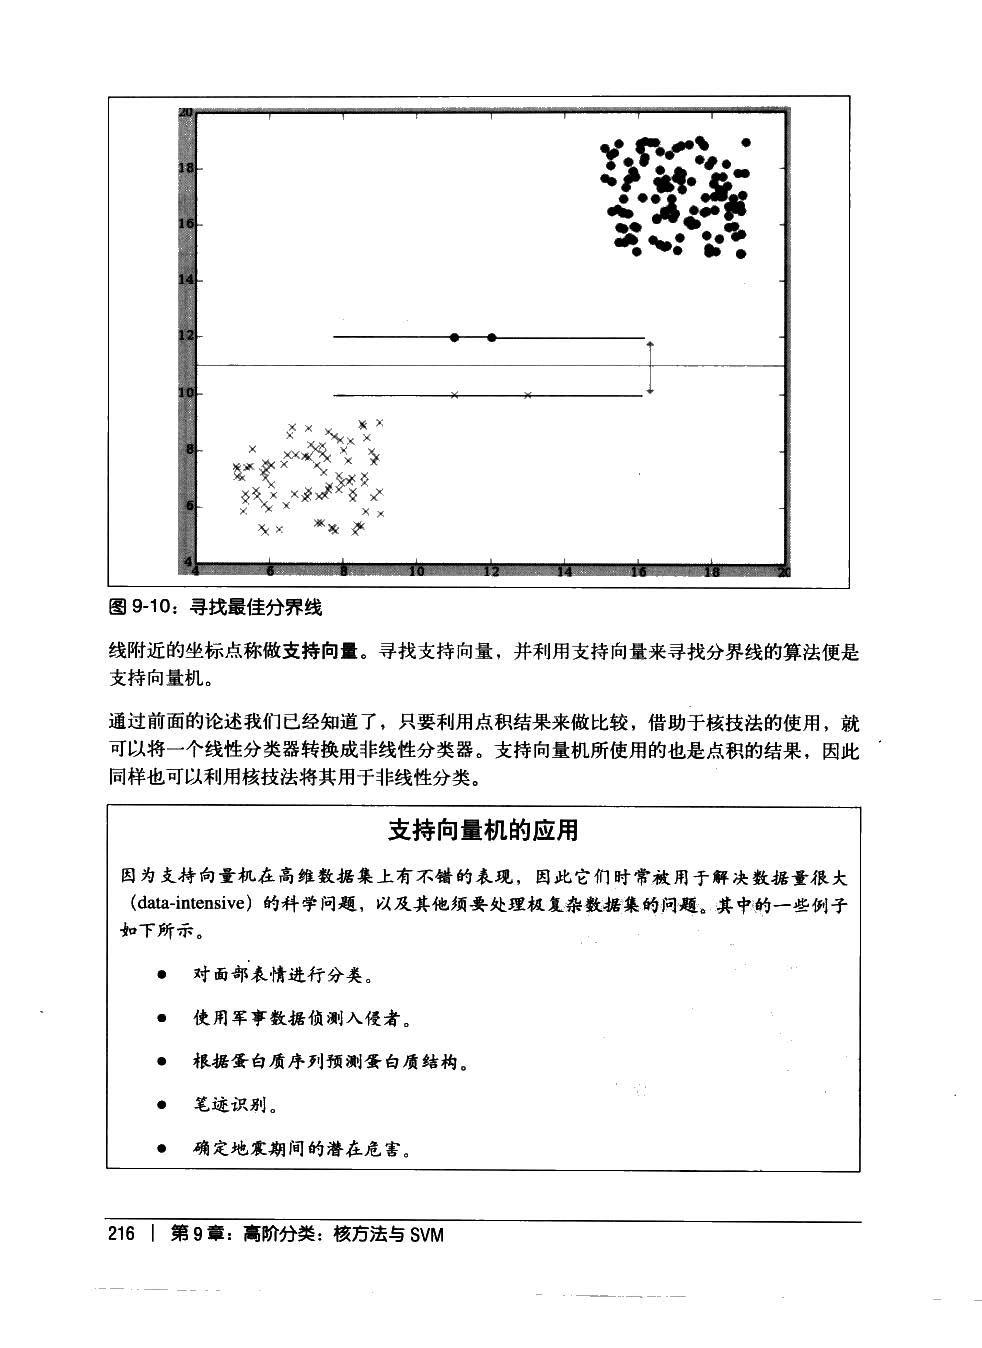 20
18
16
14
12
10
8
6
4
4 6 8 10 12 14 16 18 20
图 9-10：寻找最佳分界线
线附近的坐标点称做支持向量。寻找支持向量，并利用支持向量来寻找分界线的算法便是
支持向量机。
通过前面的论述我们已经知道了，只要利用点积结果来做比较，借助于核技法的使用，就
可以将一个线性分类器转换成非线性分类器。支持向量机所使用的也是点积的结果，因此
同样也可以利用核技法将其用于非线性分类。
支持向量机的应用
因为支持向量机在高维数据集上有不错的表现，因此它们时常被用于解决数据量很大
（data-intensive）的科学问题，以及其他须要处理极复杂数据集的问题。其中的一些例子
如下所示。
● 对面部表情进行分类。
● 使用军事数据侦测入侵者。
● 根据蛋白质序列预测蛋白质结构。
● 笔迹识别。
● 确定地震期间的潜在危害。
216 | 第 9 章：高阶分类：核方法与 SVM